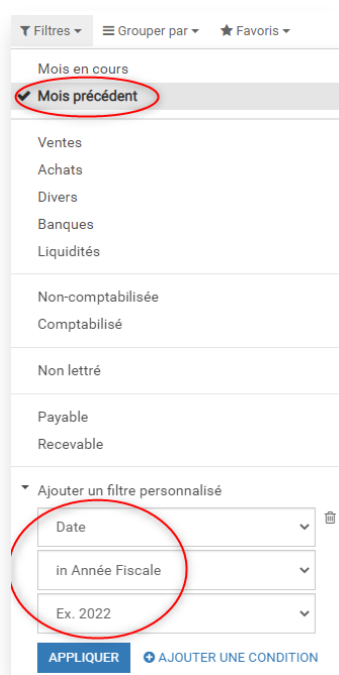 Filtres Grouper par Favoris
Mois en cours
Mois précédent
Ventes
Achats
Divers
Banques
Liquidités
Non-comptabilisée
Comptabilisé
Non lettré
Payable
Recevable
Ajouter un filtre personnalisé
Date
in Année Fiscale
Ex. 2022
APPLIQUER AJOUTER UNE CONDITION